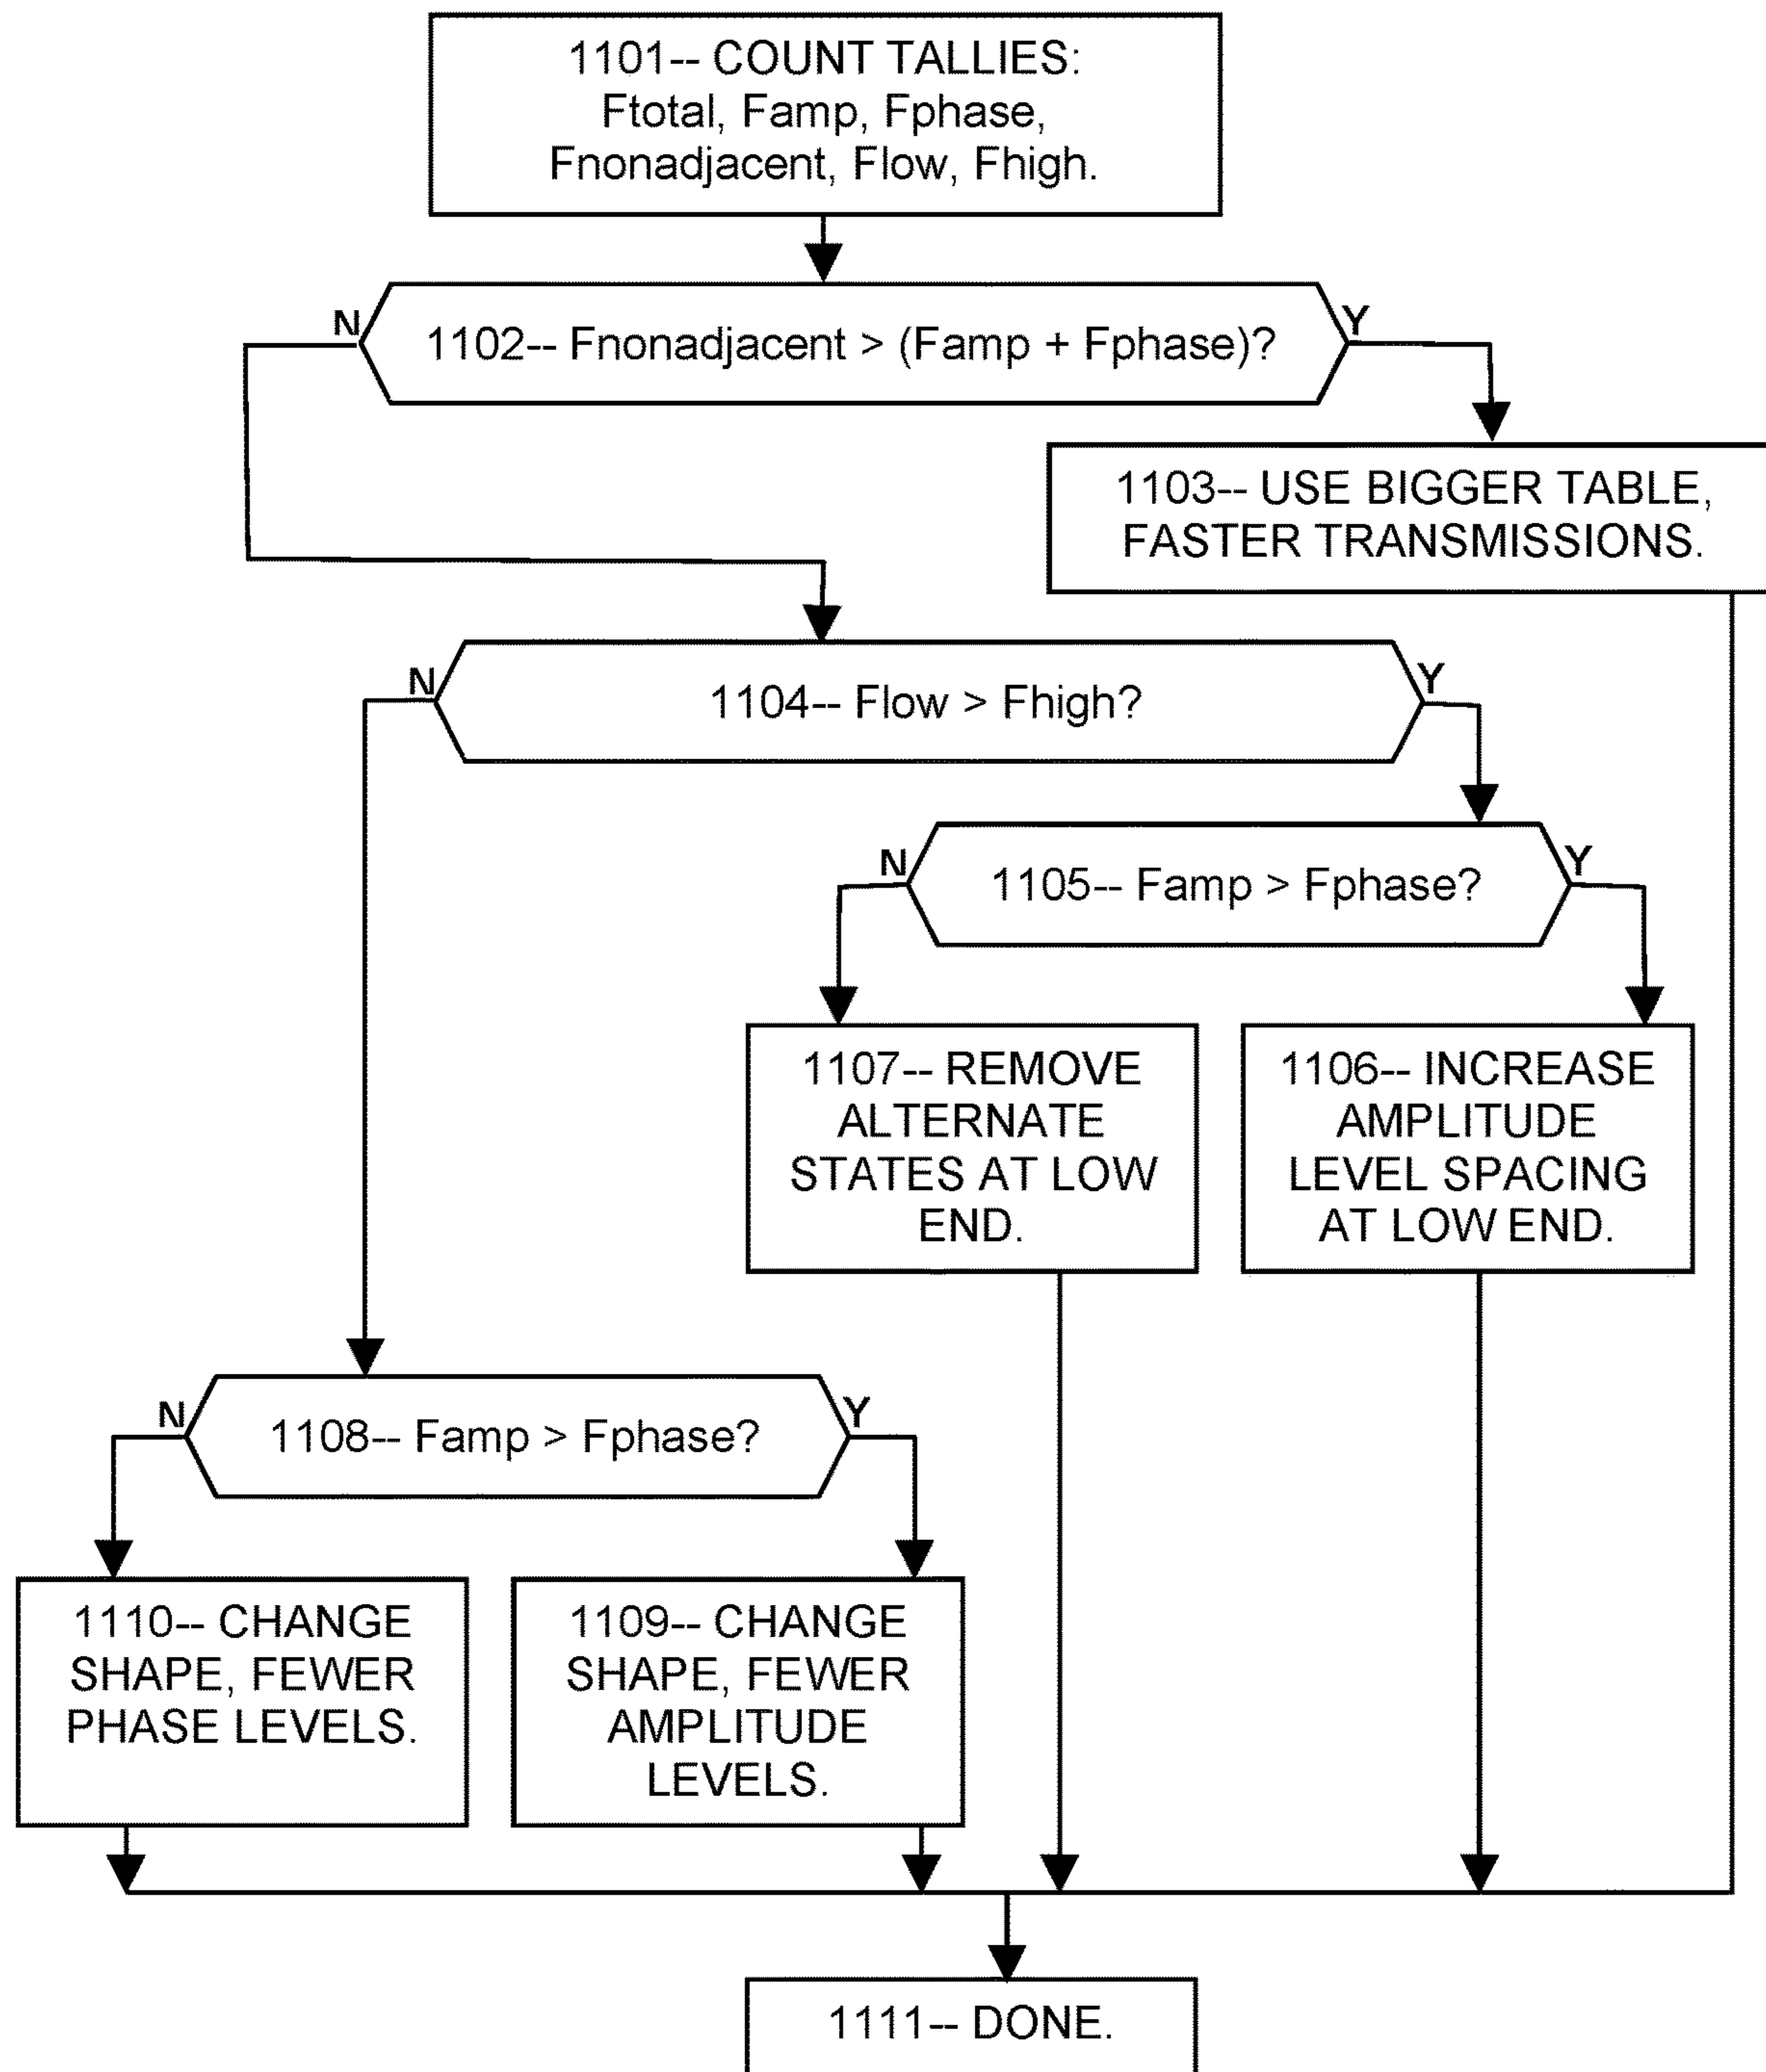 1101-- COUNT TALLIES:
Ftotal, Famp, Fphase,
Fnonadjacent, Flow, Fhigh.
N
Y
1102-- Fnonadjacent > (Famp + Fphase)?
1103-- USE BIGGER TABLE,
FASTER TRANSMISSIONS.
N
Y
1104-- Flow > Fhigh?
N
Y
1105-- Famp > Fphase?
1107-- REMOVE
ALTERNATE
STATES AT LOW
END.
1106-- INCREASE
AMPLITUDE
LEVEL SPACING
AT LOW END.
N
Y
1108-- Famp > Fphase?
1110-- CHANGE
SHAPE, FEWER
PHASE LEVELS.
1109-- CHANGE
SHAPE, FEWER
AMPLITUDE
LEVELS.
1111-- DONE.